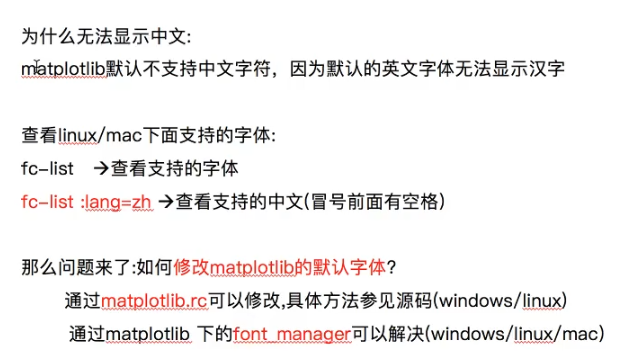 为什么无法显示中文:
matplotlib默认不支持中文字符，因为默认的英文字体无法显示汉字
查看linux/mac下面支持的字体:
fc-list →查看支持的字体
fc-list :lang=zh →查看支持的中文(冒号前面有空格)
那么问题来了:如何修改matplotlib的默认字体?
通过matplotlib.rc可以修改,具体方法参见源码(windows/linux)
通过matplotlib 下的font_manager可以解决(windows/linux/mac)